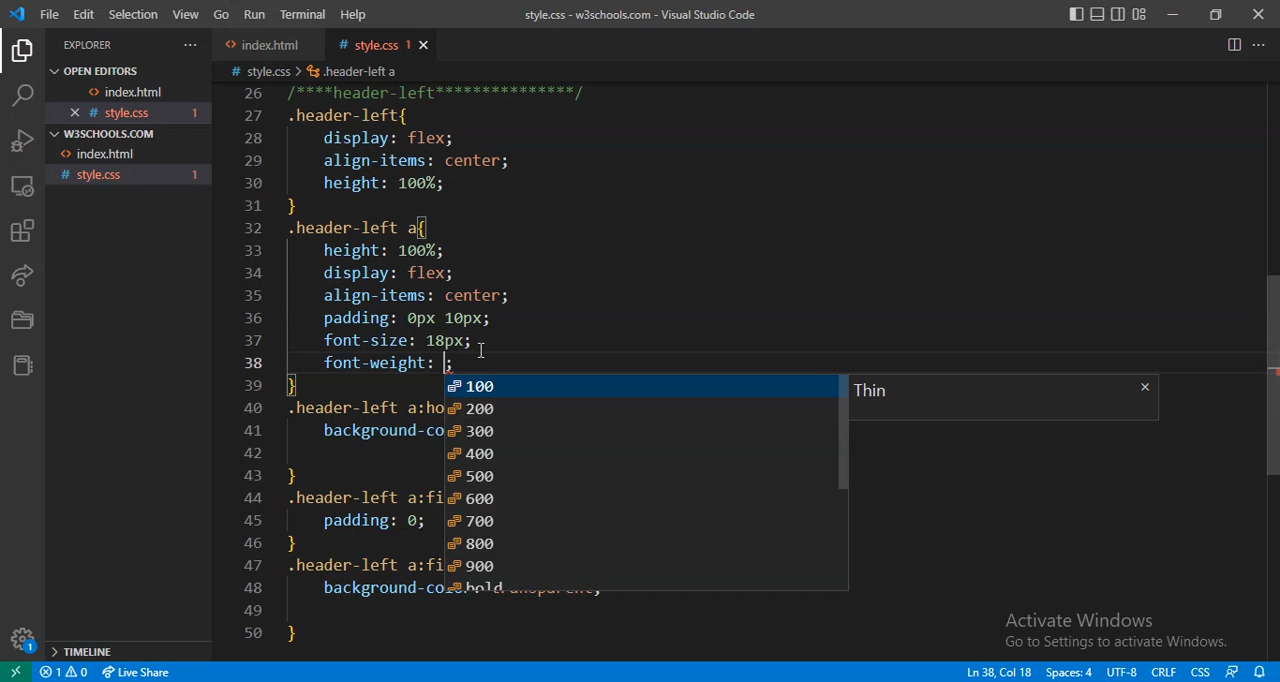 File Edit Selection View Go Run Terminal Help
style.css - w3schools.com - Visual Studio Code
EXPLORER
OPEN EDITORS
index.html
style.css 1
W3SCHOOLS.COM
index.html
style.css 1
TIMELINE
index.html
style.css 1
style.css > .header-left a
26 /****header-left***************/
27 .header-left{
28 display: flex;
29 align-items: center;
30 height: 100%;
31 }
32 .header-left a{
33 height: 100%;
34 display: flex;
35 align-items: center;
36 padding: 0px 10px;
37 font-size: 18px;
38 font-weight: ;
39 }
40 .header-left a:ho
41 background-co
42
43 }
44 .header-left a:fi
45 padding: 0;
46 }
47 .header-left a:fi
48 background-co
49
50 }
100
200
300
400
500
600
700
800
900
bold
Thin
Activate Windows
Go to Settings to activate Windows.
1
1 0 Live Share
Ln 38, Col 18 Spaces: 4 UTF-8 CRLF CSS